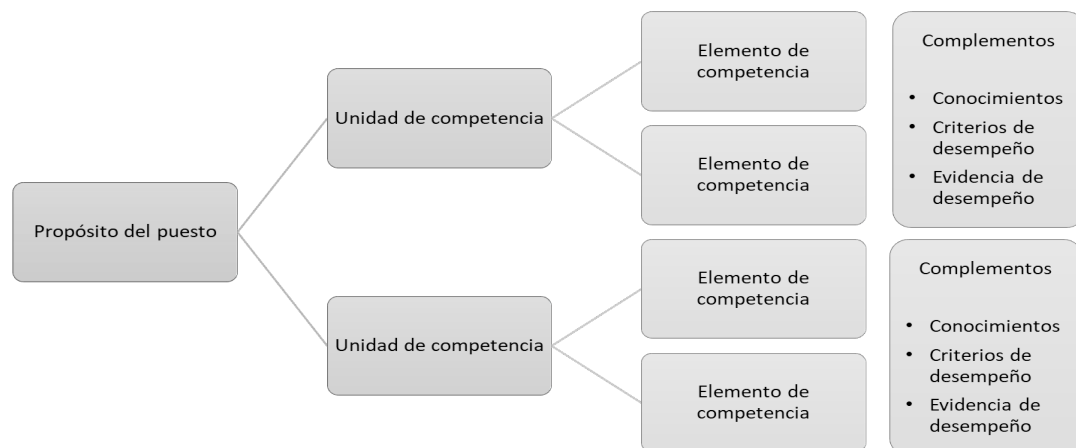 Propósito del puesto
Unidad de competencia
Elemento de
competencia
Elemento de
competencia
Complementos
• Conocimientos
• Criterios de
desempeño
• Evidencia de
desempeño
Unidad de competencia
Elemento de
competencia
Elemento de
competencia
Complementos
• Conocimientos
• Criterios de
desempeño
• Evidencia de
desempeño